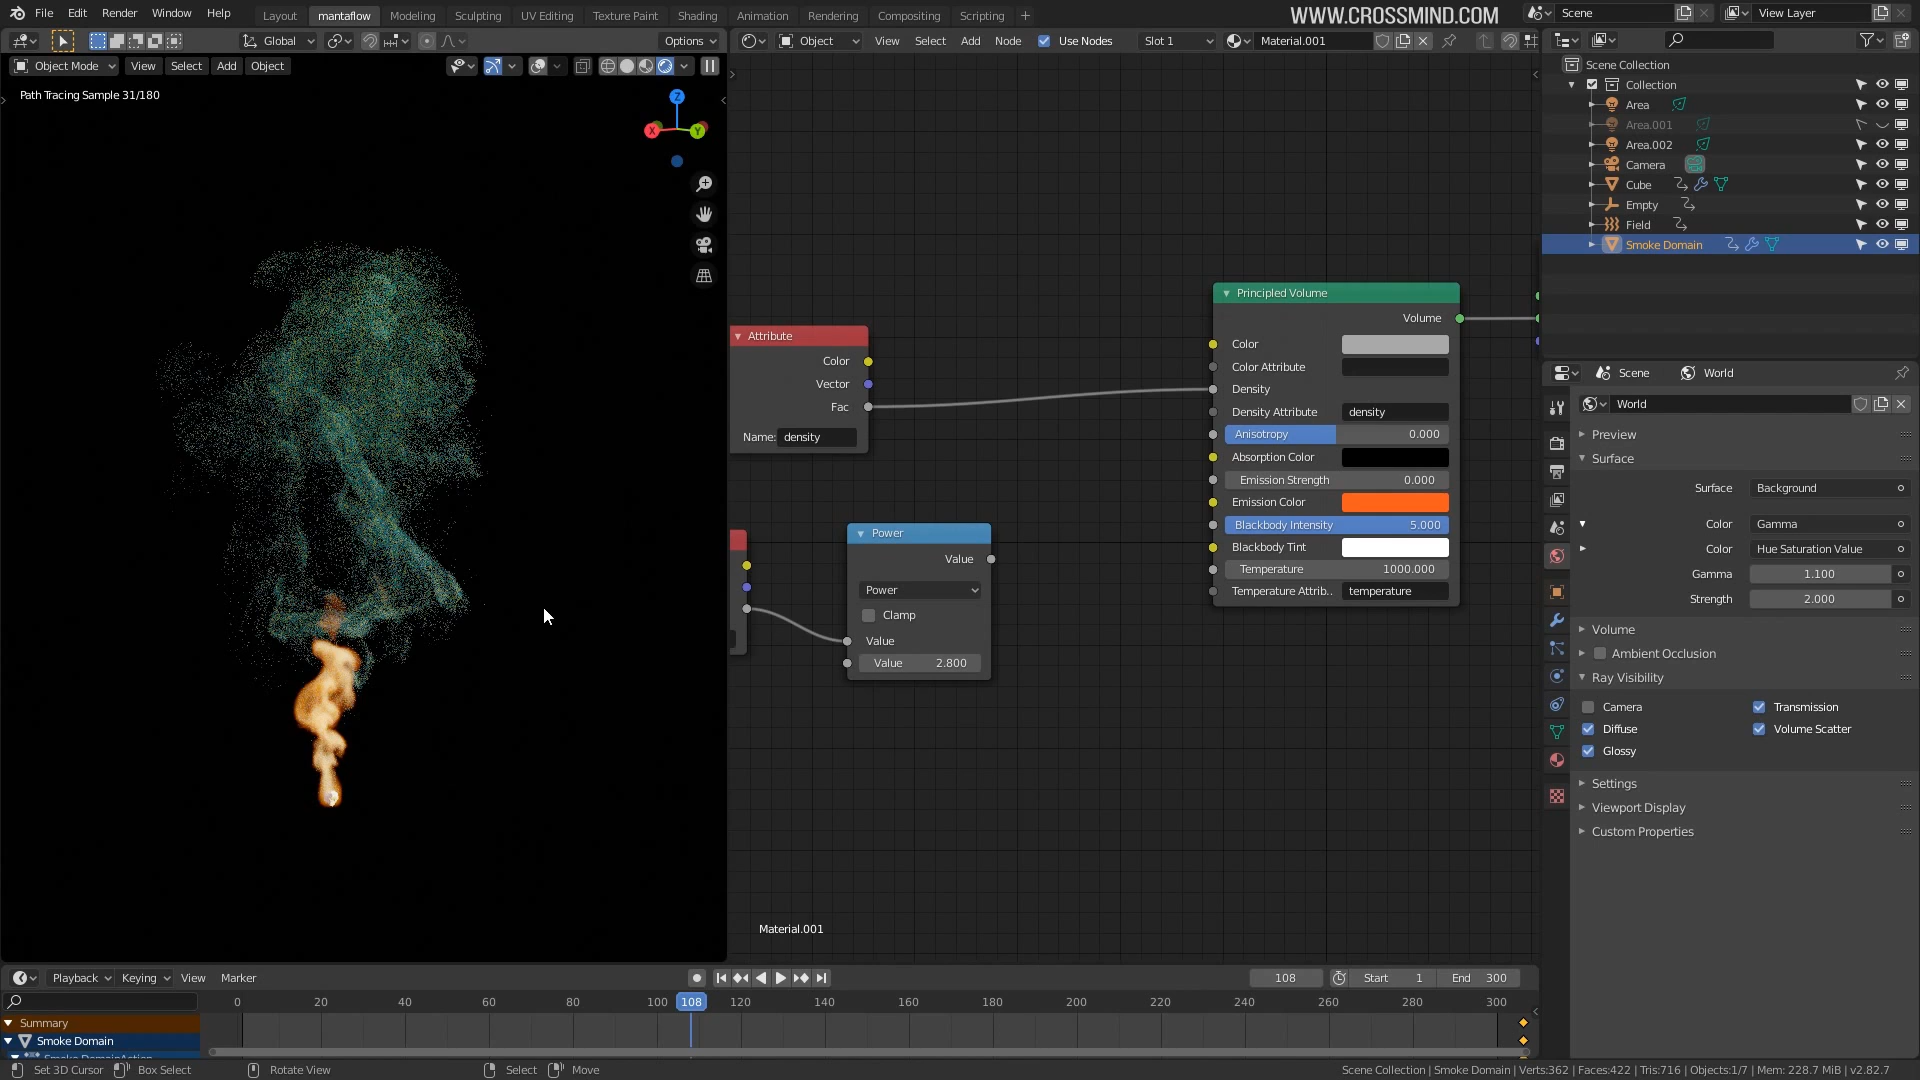 File Edit Render Window Help Layout mantaflow Modeling Sculpting UV Editing Texture Paint Shading Animation Rendering Compositing Scripting + WWW.CROSSMIND.COM Scene View Layer
Global Options Object View Select Add Node Use Nodes Slot 1 Material.001
Object Mode View Select Add Object
Path Tracing Sample 31/180
Z
X
Y
Attribute
Color
Vector
Fac
Name: density
Power
Value
Power
Clamp
Value
Value 2.800
Principled Volume
Volume
Color
Color Attribute
Density
Density Attribute density
Anisotropy 0.000
Absorption Color
Emission Strength 0.000
Emission Color
Blackbody Intensity 5.000
Blackbody Tint
Temperature 1000.000
Temperature Attrib.. temperature
Material.001
Scene Collection
Collection
Area
Area.001
Area.002
Camera
Cube
Empty
Field
Smoke Domain
Scene World
World
Preview
Surface
Surface Background
Color Gamma
Color Hue Saturation Value
Gamma 1.100
Strength 2.000
Volume
Ambient Occlusion
Ray Visibility
Camera Transmission
Diffuse Volume Scatter
Glossy
Settings
Viewport Display
Custom Properties
Playback Keying View Marker 108 Start 1 End 300
0 20 40 60 80 100 108 120 140 160 180 200 220 240 260 280 300
Summary
Smoke Domain
Smoke DomainAction
Set 3D Cursor Box Select Rotate View Select Move Scene Collection | Smoke Domain | Verts:362 | Faces:422 | Tris:716 | Objects:1/7 | Mem: 228.7 MiB | v2.82.7